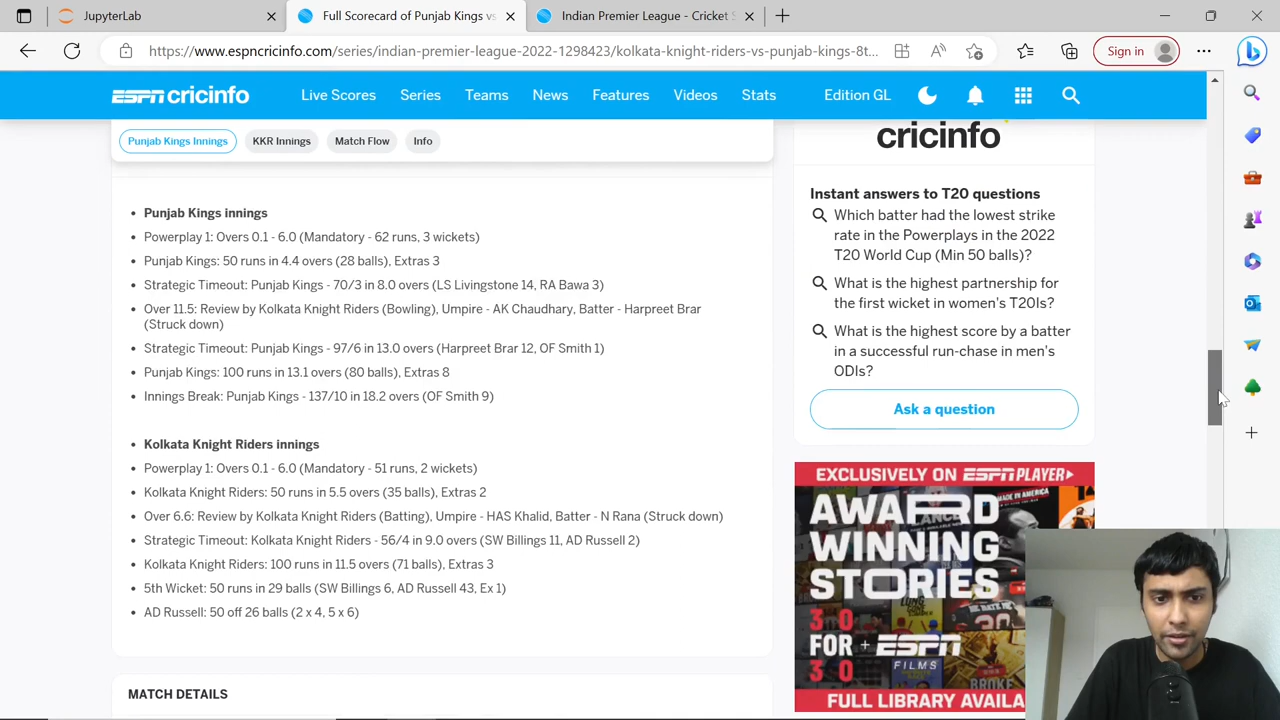 JupyterLab
Full Scorecard of Punjab Kings vs
Indian Premier League - Cricket S
https://www.espncricinfo.com/series/indian-premier-league-2022-1298423/kolkata-knight-riders-vs-punjab-kings-8t...
Sign in
ESPN cricinfo
Live Scores
Series
Teams
News
Features
Videos
Stats
Edition GL
Punjab Kings Innings
KKR Innings
Match Flow
Info
Punjab Kings innings
Powerplay 1: Overs 0.1 - 6.0 (Mandatory - 62 runs, 3 wickets)
Punjab Kings: 50 runs in 4.4 overs (28 balls), Extras 3
Strategic Timeout: Punjab Kings - 70/3 in 8.0 overs (LS Livingstone 14, RA Bawa 3)
Over 11.5: Review by Kolkata Knight Riders (Bowling), Umpire - AK Chaudhary, Batter - Harpreet Brar
(Struck down)
Strategic Timeout: Punjab Kings - 97/6 in 13.0 overs (Harpreet Brar 12, OF Smith 1)
Punjab Kings: 100 runs in 13.1 overs (80 balls), Extras 8
Innings Break: Punjab Kings - 137/10 in 18.2 overs (OF Smith 9)
Kolkata Knight Riders innings
Powerplay 1: Overs 0.1 - 6.0 (Mandatory - 51 runs, 2 wickets)
Kolkata Knight Riders: 50 runs in 5.5 overs (35 balls), Extras 2
Over 6.6: Review by Kolkata Knight Riders (Batting), Umpire - HAS Khalid, Batter - N Rana (Struck down)
Strategic Timeout: Kolkata Knight Riders - 56/4 in 9.0 overs (SW Billings 11, AD Russell 2)
Kolkata Knight Riders: 100 runs in 11.5 overs (71 balls), Extras 3
5th Wicket: 50 runs in 29 balls (SW Billings 6, AD Russell 43, Ex 1)
AD Russell: 50 off 26 balls (2 x 4, 5 x 6)
MATCH DETAILS
cricinfo
Instant answers to T20 questions
Which batter had the lowest strike
rate in the Powerplays in the 2022
T20 World Cup (Min 50 balls)?
What is the highest partnership for
the first wicket in women's T20Is?
What is the highest score by a batter
in a successful run-chase in men's
ODIs?
Ask a question
EXCLUSIVELY ON ESPN PLAYER
AWARD
WINNING
STORIES
30
FOR + ESPN
30 FILMS
BROKE
FULL LIBRARY AVAILA